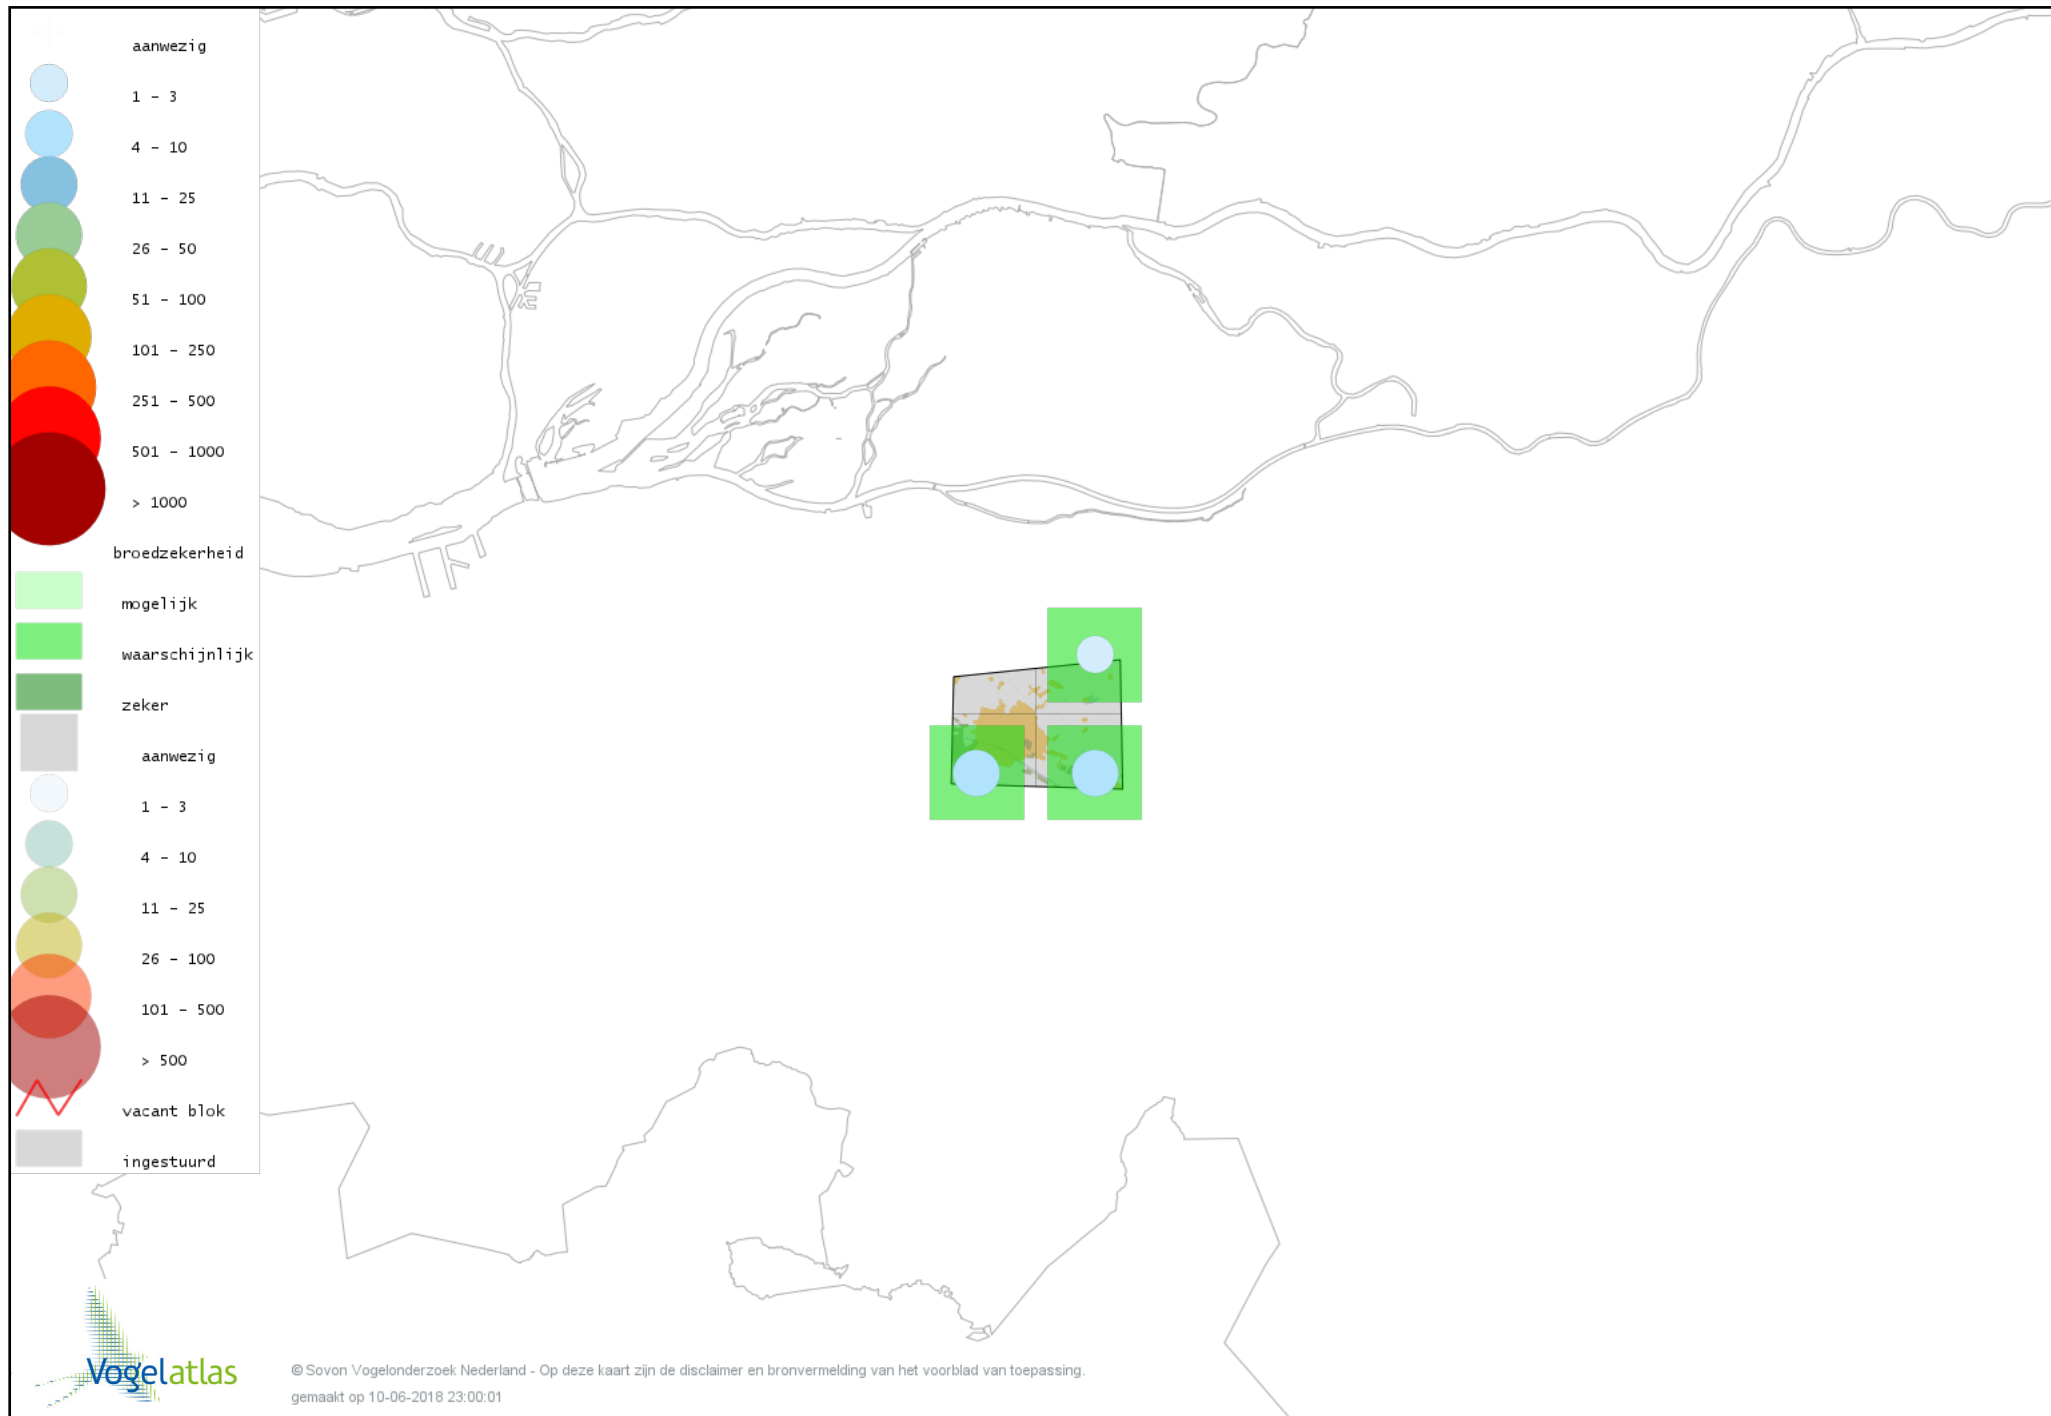 aanwezig
1 - 3
4 - 10
11 - 25
26 - 50
51 - 100
101 - 250
251 - 500
501 - 1000
> 1000
broedzekerheid
mogelijk
waarschijnlijk
zeker
aanwezig
1 - 3
4 - 10
11 - 25
26 - 100
101 - 500
> 500
vacant blok
ingestuurd
Vogelatlas
© Sovon Vogelonderzoek Nederland - Op deze kaart zijn de disclaimer en bronvermelding van het voorblad van toepassing.
gemaakt op 10-06-2018 23:00:01